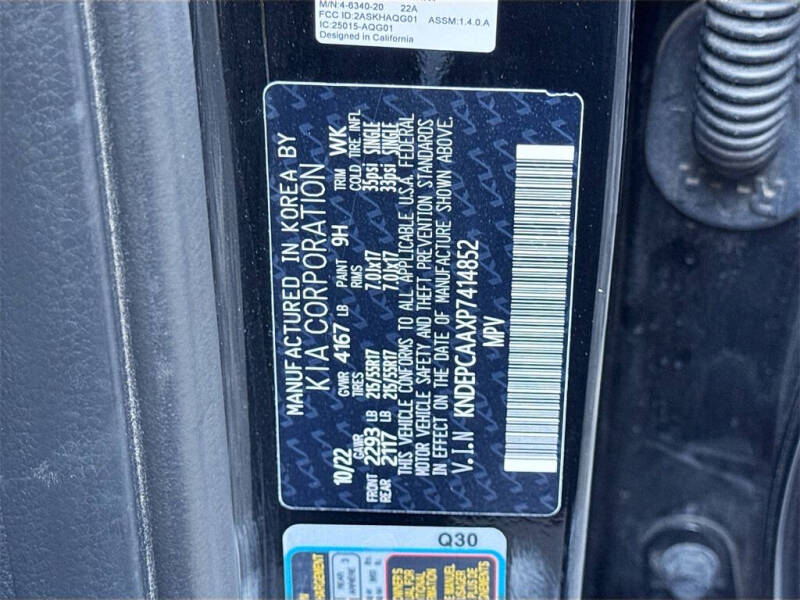 M/N:4-6340-20 22A
FCC ID:2ASKHAQG01 ASSM:1.4.0.A
IC:25015-AQG01
Designed in California
MANUFACTURED IN KOREA BY
KIA CORPORATION
10/22 GVWR 4167 LB PAINT 9H TRIM WK
GAWR TIRES RIMS COLD TIRE INFL
FRONT 2293 LB 215/55R17 7.0Jx17 35psi SINGLE
REAR 2117 LB 215/55R17 7.0Jx17 33psi SINGLE
THIS VEHICLE CONFORMS TO ALL APPLICABLE U.S.A. FEDERAL
MOTOR VEHICLE SAFETY AND THEFT PREVENTION STANDARDS
IN EFFECT ON THE DATE OF MANUFACTURE SHOWN ABOVE.
V.I.N KNDEPCAAXP7414852
MPV
Q30
REAR